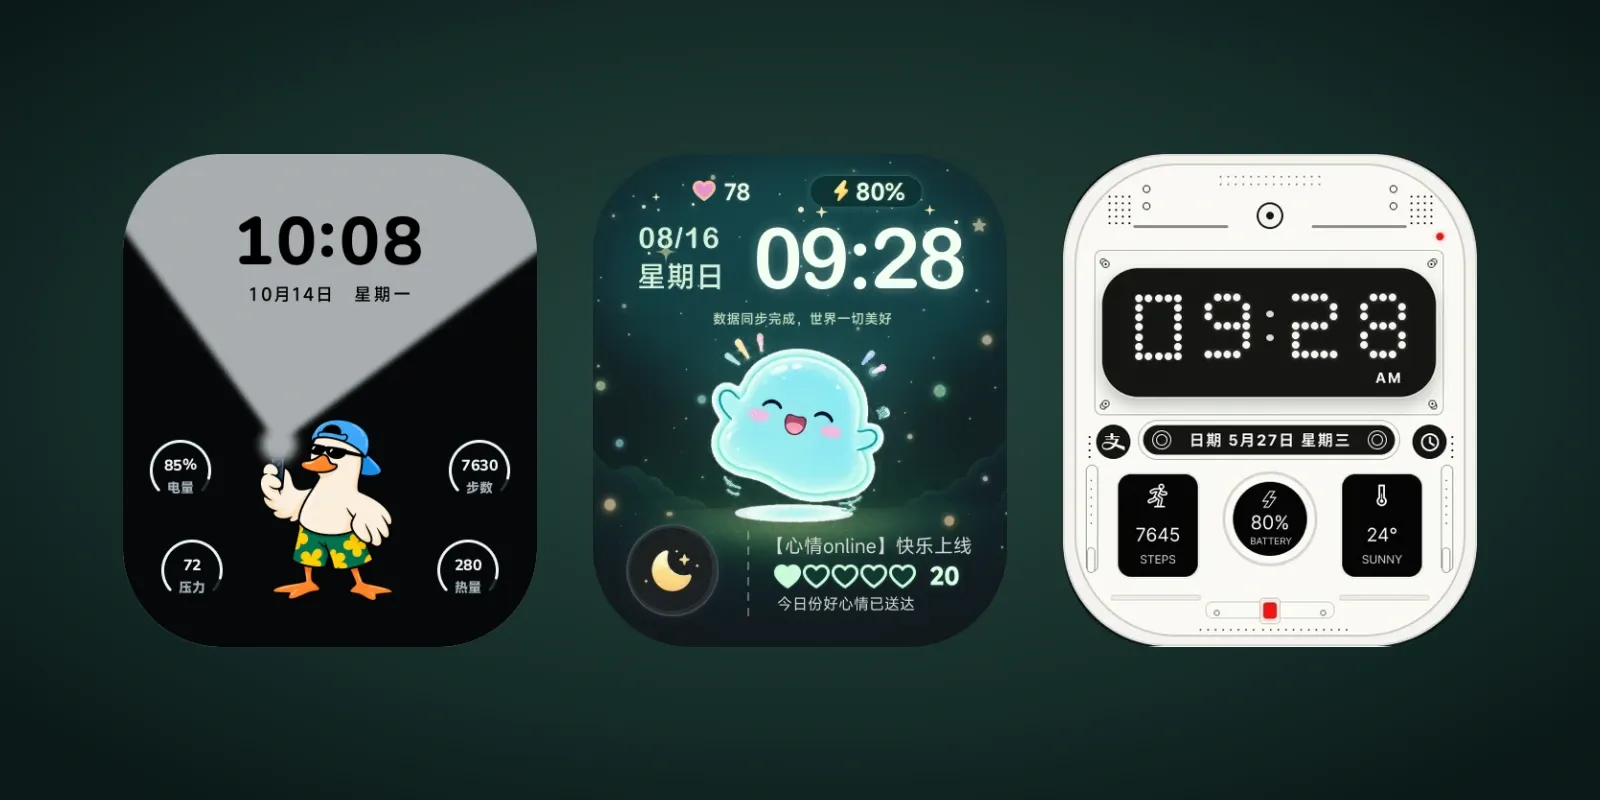 10:08
10月14日 星期一
85%
电量
7630
步数
72
压力
280
热量
78
80%
08/16
星期日
09:28
数据同步完成，世界一切美好
【心情online】快乐上线
20
今日份好心情已送达
09:28
AM
支
日期 5月27日 星期三
7645
STEPS
80%
BATTERY
24°
SUNNY